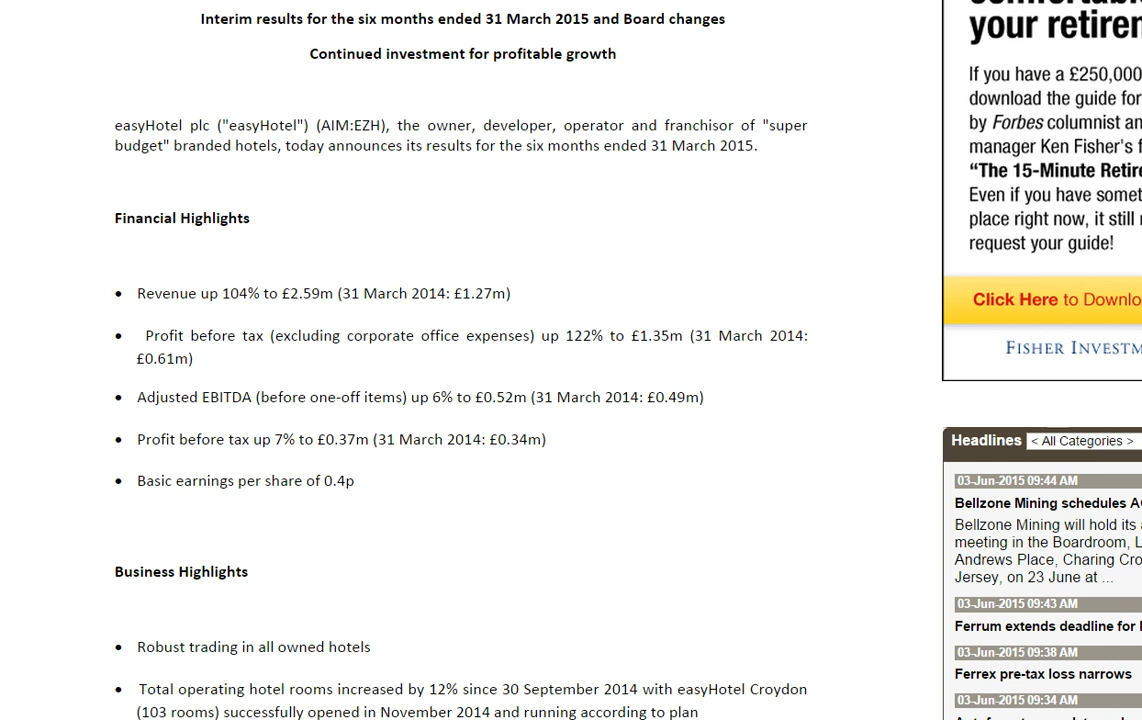 Interim results for the six months ended 31 March 2015 and Board changes
Continued investment for profitable growth
easyHotel plc ("easyHotel") (AIM:EZH), the owner, developer, operator and franchisor of "super
budget" branded hotels, today announces its results for the six months ended 31 March 2015.
Financial Highlights
• Revenue up 104% to £2.59m (31 March 2014: £1.27m)
• Profit before tax (excluding corporate office expenses) up 122% to £1.35m (31 March 2014:
£0.61m)
• Adjusted EBITDA (before one-off items) up 6% to £0.52m (31 March 2014: £0.49m)
• Profit before tax up 7% to £0.37m (31 March 2014: £0.34m)
• Basic earnings per share of 0.4p
Business Highlights
• Robust trading in all owned hotels
• Total operating hotel rooms increased by 12% since 30 September 2014 with easyHotel Croydon
(103 rooms) successfully opened in November 2014 and running according to plan
your
If you have a £250,000
download the guide for
by Forbes columnist
manager Ken Fisher's
"The 15-Minute
Even if you have
place right now, it still
request your guide!
Click Here to
FISHER
Headlines < All Categories >
03-Jun-2015 09:44 AM
Bellzone Mining schedules
Bellzone Mining will hold its
meeting in the Boardroom,
Andrews Place, Charing
Jersey, on 23 June at ...
03-Jun-2015 09:43 AM
Ferrum extends deadline for
03-Jun-2015 09:38 AM
Ferrex pre-tax loss narrows
03-Jun-2015 09:34 AM